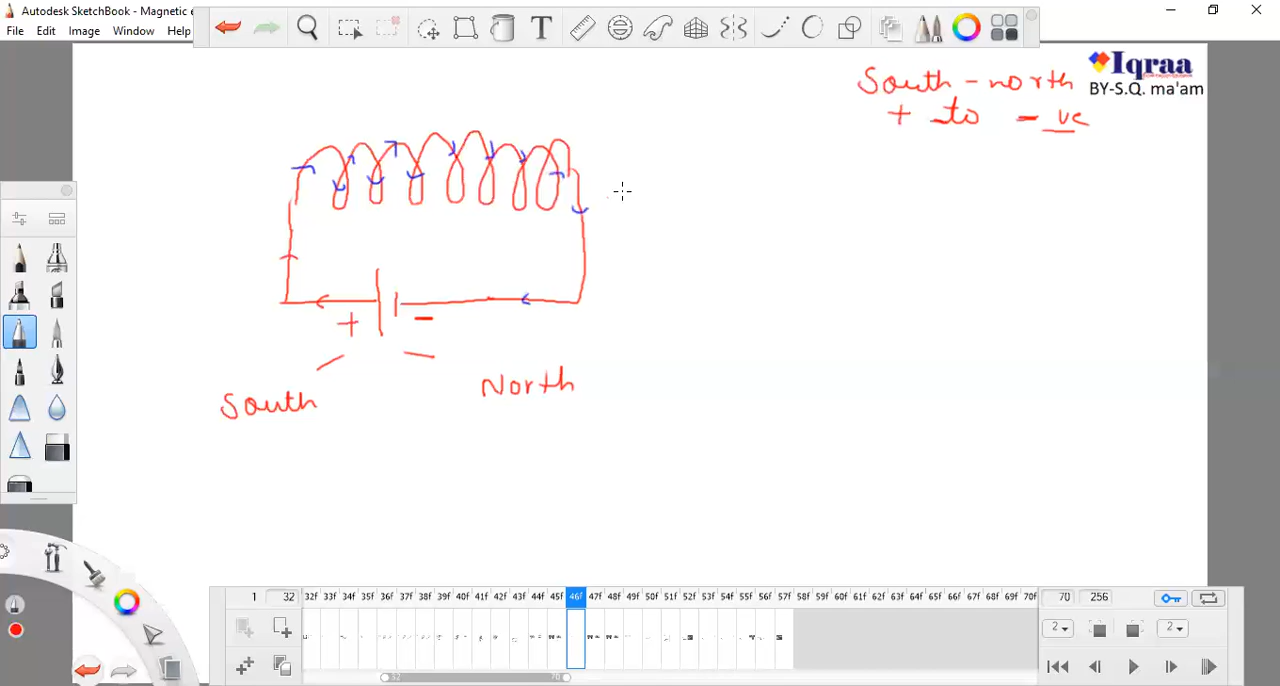 Autodesk SketchBook - Magnetic e
File Edit Image Window Help
T
Iqraa
BY-S.Q. ma'am
South - north
+ to - ve
+ -
South North
1 32 32f 33f 34f 35f 36f 37f 38f 39f 40f 41f 42f 43f 44f 45f 46f 47f 48f 49f 50f 51f 52f 53f 54f 55f 56f 57f 58f 59f 60f 61f 62f 63f 64f 65f 66f 67f 68f 69f 70f 70 256
2 2
32 70